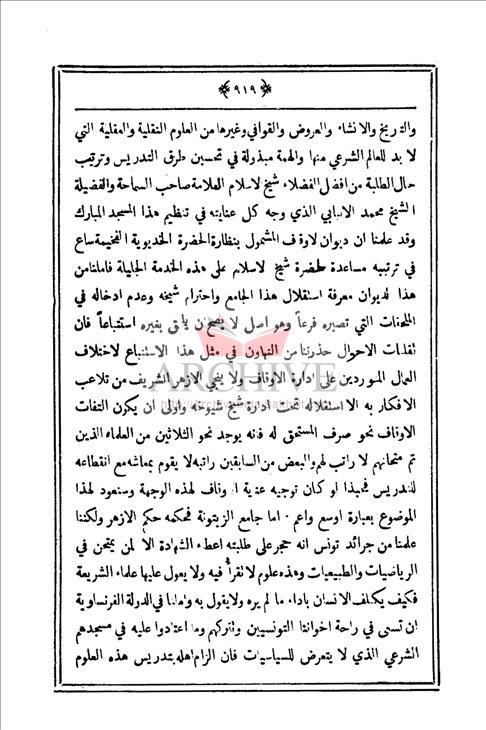 ﴿ ٩١٩ ﴾
والتاريخ والانشاء والعروض والقوافي وغيرها من العلوم النقلية والعقلية التي
لا بد للعالم الشرعي منها والهمة مبذولة في تحسين طرق التدريس وترتيب
حال الطلبة من افضل الفضلاء شيخ الاسلام العلامة صاحب السماحة والفضيلة
الشيخ محمد الانبابي الذي وجه كل عنايته في تنظيم هذا المسجد المبارك
وقد علمنا ان ديوان الاوقاف المشمول بنظارة الحضرة الخديوية الفخيمة ساع
في ترتيبه مساعدة لحضرة شيخ الاسلام على هذه الخدمة الجليلة فاملنا من
هذا الديوان معرفة استقلال هذا الجامع واحترام شيخه وعدم ادخاله في
الملحقات التي تصيره فرعاً وهو اصل لا يصح ان يلحق بغيره استتباعاً فان
تقلبات الاحوال حذرتنا من التهاون في مثل هذا الاستتباع لاختلاف
العمال الموردين على ادارة الاوقاف ولا ينجي الازهر الشريف من تلاعب
الافكار به الا استقلاله تحت ادارة شيخ شيوخه واولى ان يكون التفات
الاوقاف نحو صرف المستحق له فانه يوجد نحو الثلاثين من العلماء الذين
تم امتحانهم لا راتب لهم والبعض من السابقين راتبه لا يقوم بمعاشه مع انقطاعه
للتدريس فحبذا لو كان توجيه عناية الاوقاف لهذه الوجهة وسنعود لهذا
الموضوع بعبارة اوسع واعم ٠ اما جامع الزيتونة فحكمه حكم الازهر ولكننا
علمنا من جرائد تونس انه حجر على طلبته اعطاء الشهادة الا لمن يمتحن في
الرياضيات والطبيعيات وهذه علوم لا تقرأ فيه ولا يعول عليها علماء الشريعة
فكيف يكلف الانسان باداء ما لم يره ولا يقول به واملنا في الدولة الفرنساوية
ان تسعى في راحة اخواننا التونسيين وتتركهم وما اعتادوا عليه في مسجدهم
الشرعي الذي لا يتعرض للسياسيات فان الزام اهله بتدريس هذه العلوم
ARCHIVE